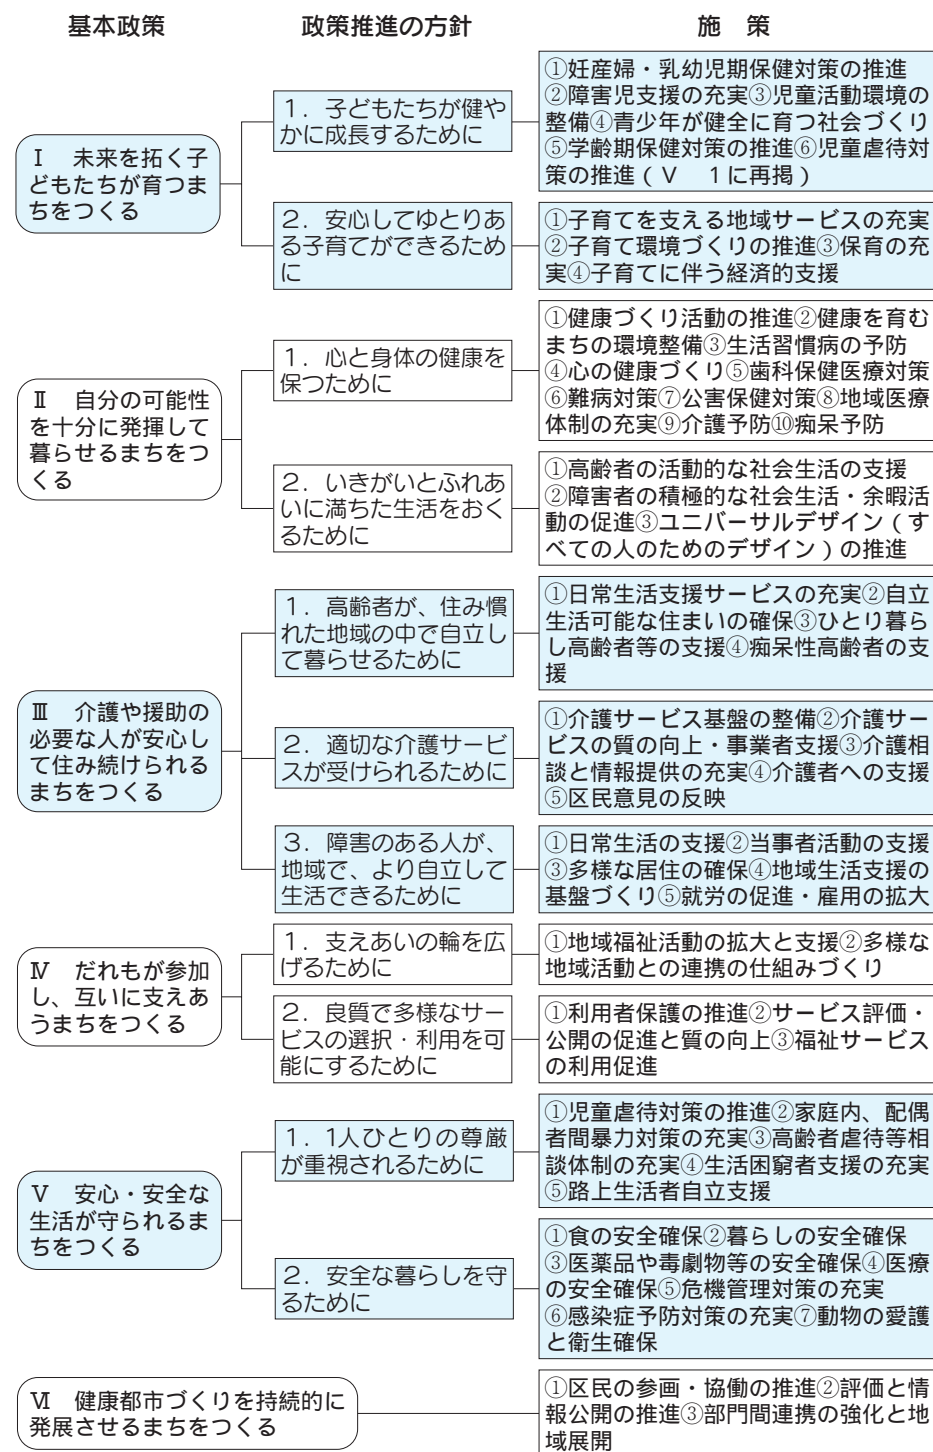 基本政策 政策推進の方針 施 策
Ⅰ 未来を拓く子
どもたちが育つま
ちをつくる
1．子どもたちが健や
かに成長するために
①妊産婦・乳幼児期保健対策の推進
②障害児支援の充実③児童活動環境の
整備④青少年が健全に育つ社会づくり
⑤学齢期保健対策の推進⑥児童虐待対
策の推進（Ⅴ 1に再掲）
2．安心してゆとりあ
る子育てができるため
に
①子育てを支える地域サービスの充実
②子育て環境づくりの推進③保育の充
実④子育てに伴う経済的支援
Ⅱ 自分の可能性
を十分に発揮して
暮らせるまちをつ
くる
1．心と身体の健康を
保つために
①健康づくり活動の推進②健康を育む
まちの環境整備③生活習慣病の予防
④心の健康づくり⑤歯科保健医療対策
⑥難病対策⑦公害保健対策⑧地域医療
体制の充実⑨介護予防⑩痴呆予防
2．いきがいとふれあ
いに満ちた生活をおく
るために
①高齢者の活動的な社会生活の支援
②障害者の積極的な社会生活・余暇活
動の促進③ユニバーサルデザイン（す
べての人のためのデザイン）の推進
Ⅲ 介護や援助の
必要な人が安心し
て住み続けられる
まちをつくる
1．高齢者が、住み慣
れた地域の中で自立し
て暮らせるために
①日常生活支援サービスの充実②自立
生活可能な住まいの確保③ひとり暮ら
し高齢者等の支援④痴呆性高齢者の支
援
2．適切な介護サービ
スが受けられるために
①介護サービス基盤の整備②介護サー
ビスの質の向上・事業者支援③介護相
談と情報提供の充実④介護者への支援
⑤区民意見の反映
3．障害のある人が、
地域で、より自立して
生活できるために
①日常生活の支援②当事者活動の支援
③多様な居住の確保④地域生活支援の
基盤づくり⑤就労の促進・雇用の拡大
Ⅳ だれもが参加
し、互いに支えあ
うまちをつくる
1．支えあいの輪を広
げるために
①地域福祉活動の拡大と支援②多様な
地域活動との連携の仕組みづくり
2．良質で多様なサー
ビスの選択・利用を可
能にするために
①利用者保護の推進②サービス評価・
公開の促進と質の向上③福祉サービス
の利用促進
Ⅴ 安心・安全な
生活が守られるま
ちをつくる
1．1人ひとりの尊厳
が重視されるために
①児童虐待対策の推進②家庭内、配偶
者間暴力対策の充実③高齢者虐待等相
談体制の充実④生活困窮者支援の充実
⑤路上生活者自立支援
2．安全な暮らしを守
るために
①食の安全確保②暮らしの安全確保
③医薬品や毒劇物等の安全確保④医療
の安全確保⑤危機管理対策の充実
⑥感染症予防対策の充実⑦動物の愛護
と衛生確保
Ⅵ 健康都市づくりを持続的に
発展させるまちをつくる
①区民の参画・協働の推進②評価と情
報公開の推進③部門間連携の強化と地
域展開